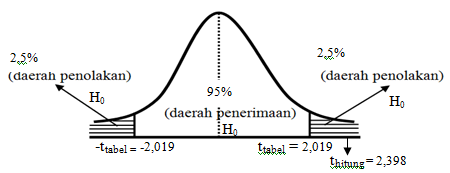 2,5%
(daerah penolakan)
H0
95%
(daerah penerimaan)
H0
2,5%
(daerah penolakan)
H0
-ttabel = -2,019
ttabel = 2,019
thitung = 2,398